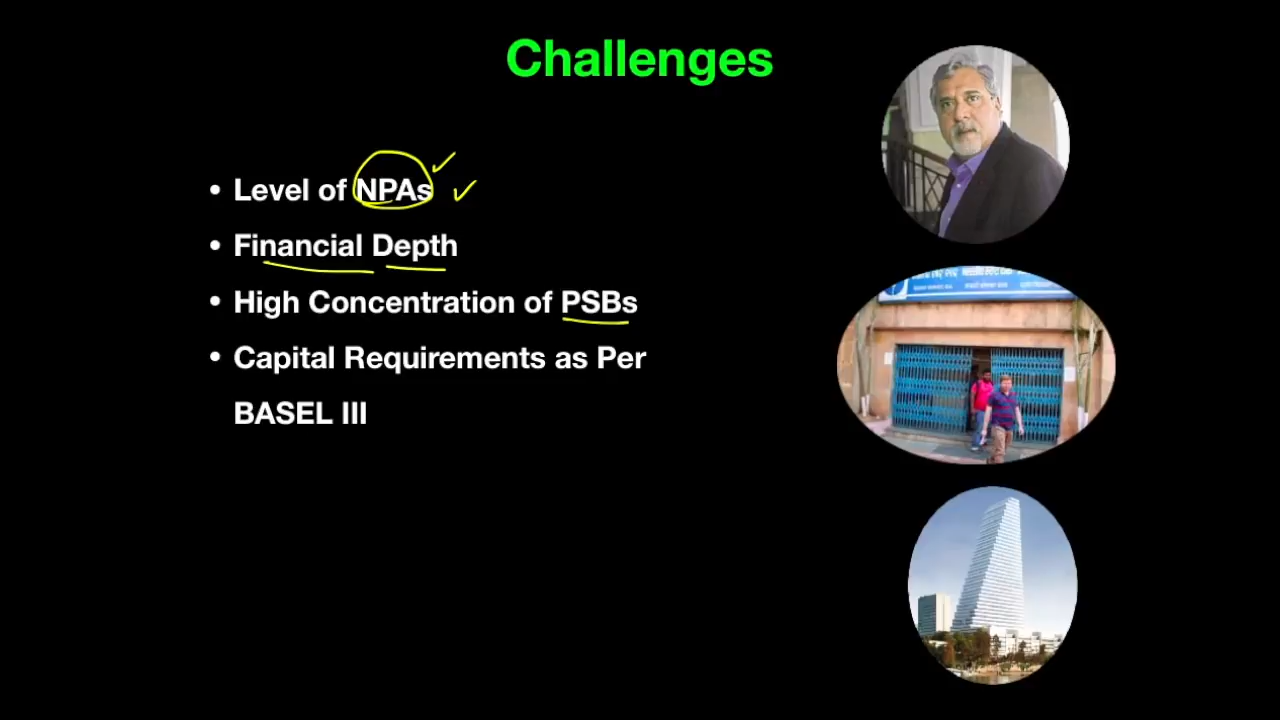 Challenges
• Level of NPAs
• Financial Depth
• High Concentration of PSBs
• Capital Requirements as Per
BASEL III